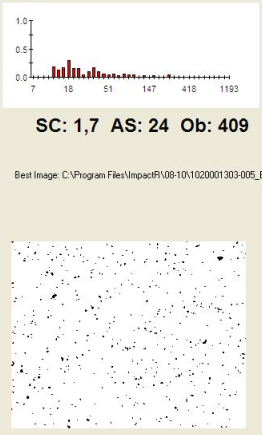 1.0
0.5
0.0
7 18 51 147 418 1193
SC: 1,7 AS: 24 Ob: 409
Best Image: C:\Program Files\ImpactR\08-10\1020001303-005_E